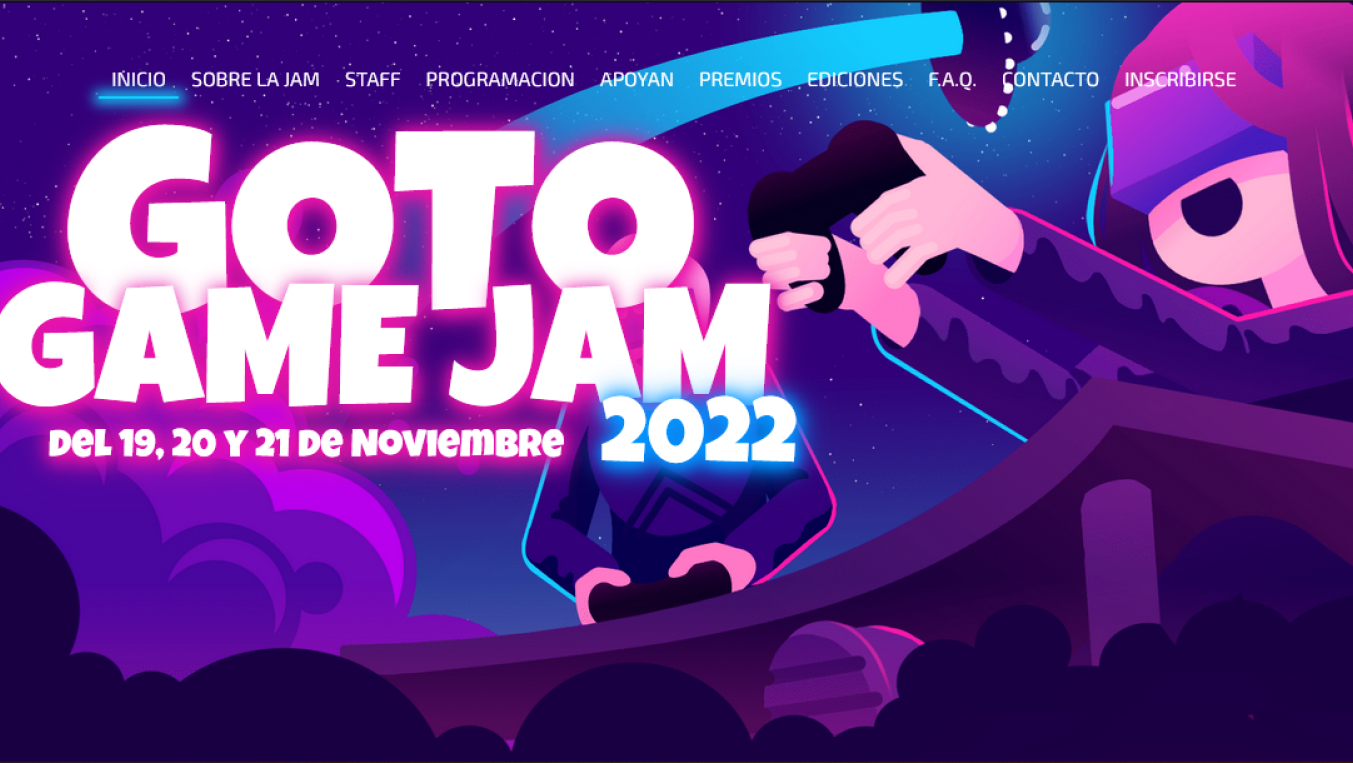 INICIO SOBRE LA JAM STAFF PROGRAMACION APOYAN PREMIOS EDICIONES F.A.Q. CONTACTO INSCRIBIRSE
GOTO
GAME JAM
Del 19, 20 Y 21 De Noviembre 2022